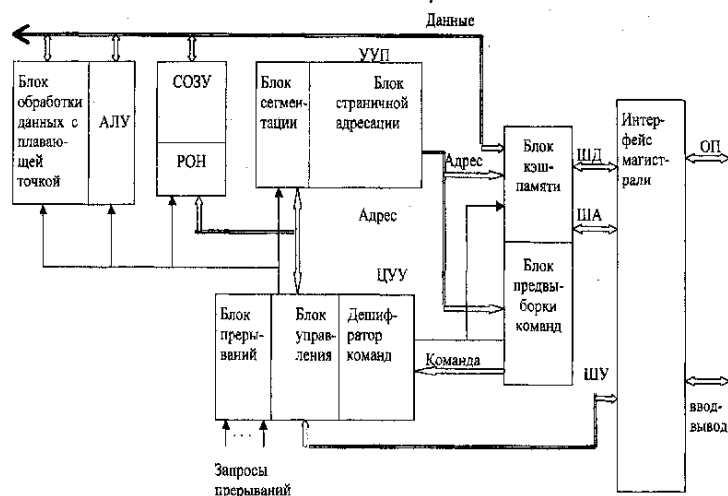 Данные
УУП
Блок
обработки
данных с
плаваю-
щей
точкой
АЛУ
СОЗУ
РОН
Блок
сегмен-
тации
Блок
страничной
адресации
Адрес
Адрес
Блок
кэш-
памяти
Блок
предвы-
борки
команд
ШД
ША
Интер-
фейс
магист-
рали
ОП
ЦУУ
Блок
преры-
ваний
Блок
управ-
ления
Дешиф-
ратор
команд
Команда
ШУ
ввод-
вывод
...
Запросы
прерываний